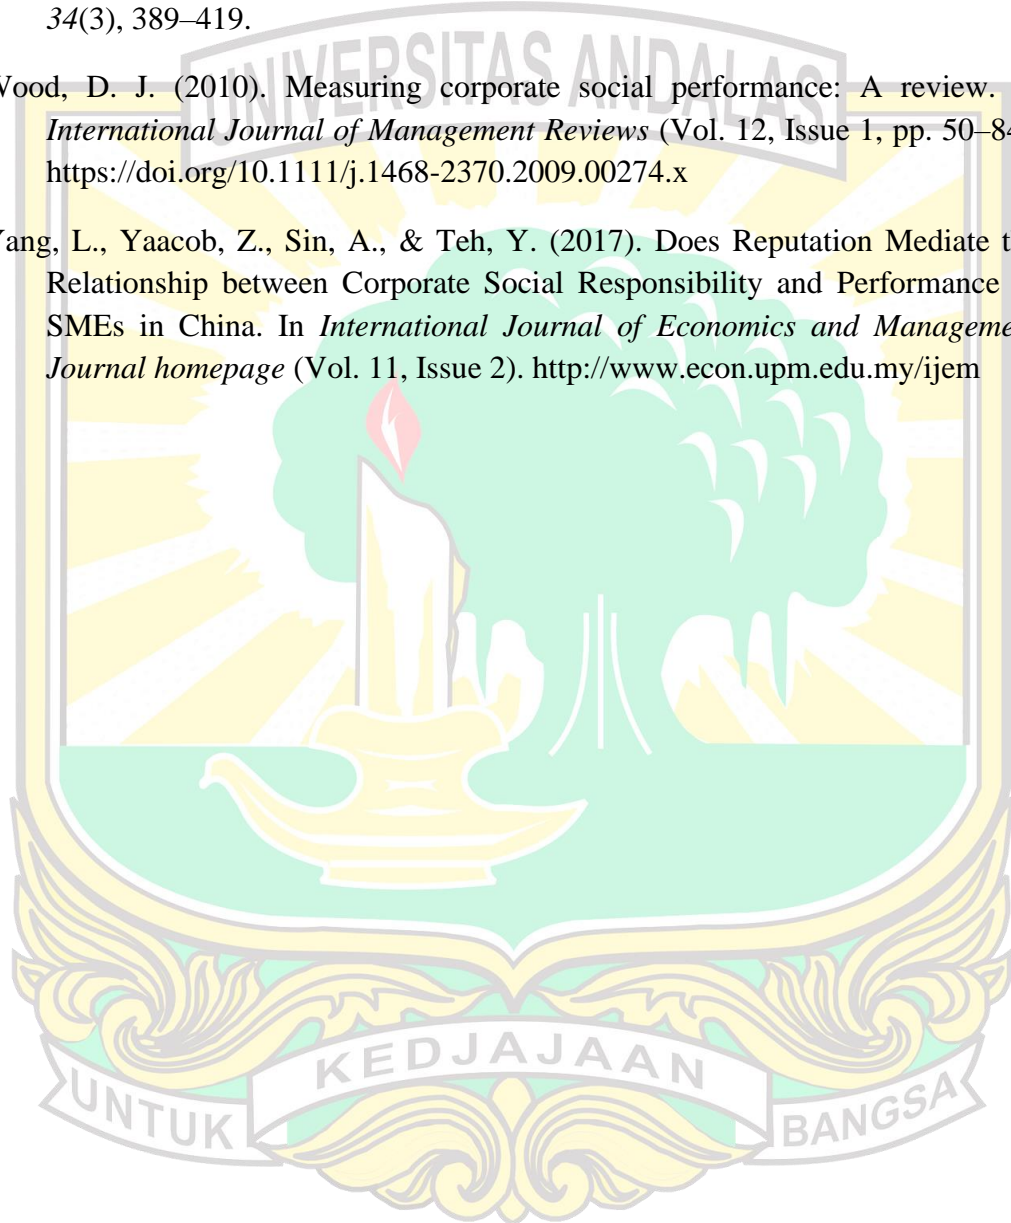 34(3), 389–419.
UNIVERSITAS ANDALAS
Wood, D. J. (2010). Measuring corporate social performance: A review.
International Journal of Management Reviews (Vol. 12, Issue 1, pp. 50–84
https://doi.org/10.1111/j.1468-2370.2009.00274.x
Yang, L., Yaacob, Z., Sin, A., & Teh, Y. (2017). Does Reputation Mediate t
Relationship between Corporate Social Responsibility and Performance
SMEs in China. In International Journal of Economics and Manageme
Journal homepage (Vol. 11, Issue 2). http://www.econ.upm.edu.my/ijem
UNTUK KEDJAJAAN BANGSA